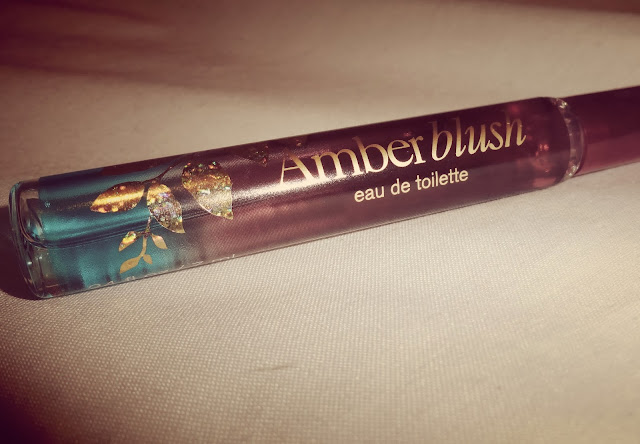 Amber blush
eau de toilette